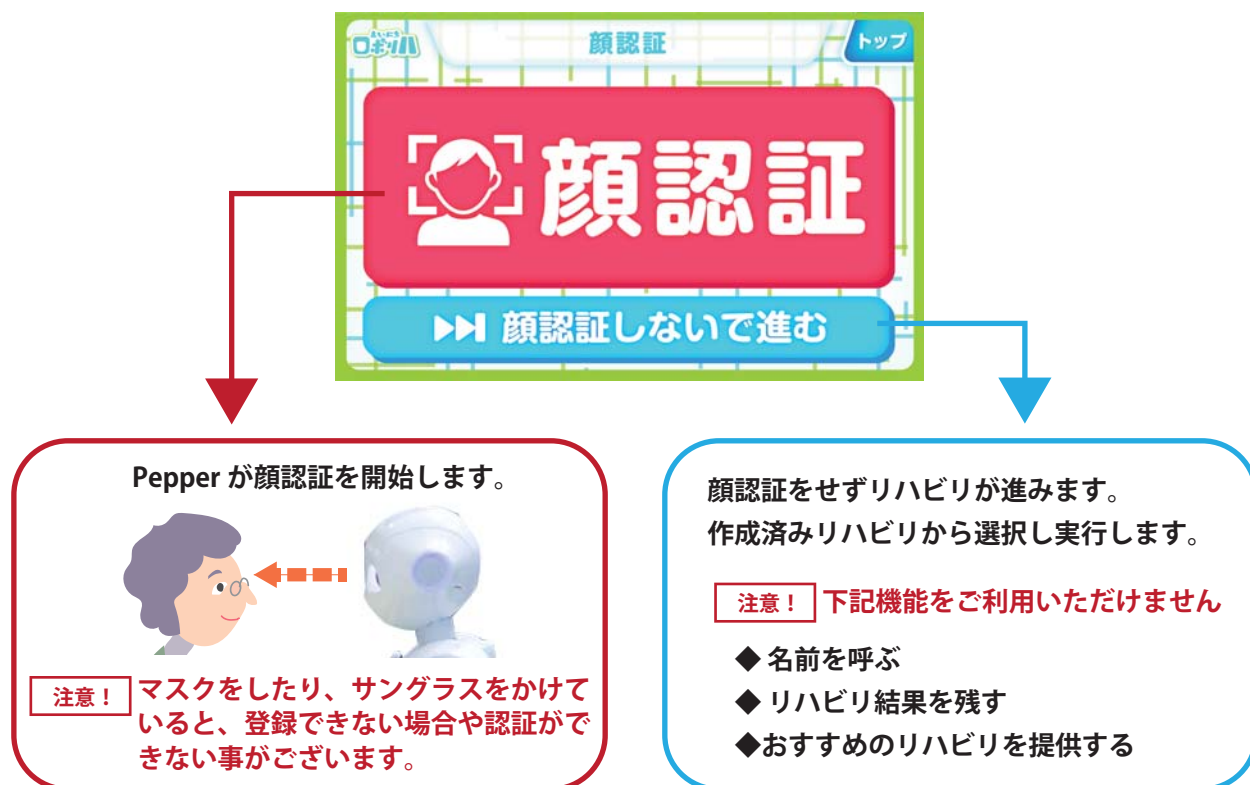 えいごう
ロボリハ
顔認証
トップ
顔認証
顔認証しないで進む
Pepper が顔認証を開始します。
注意！
マスクをしたり、サングラスをかけて
いると、登録できない場合や認証がで
きない事がございます。
顔認証をせずリハビリが進みます。
作成済みリハビリから選択し実行します。
注意！ 下記機能をご利用いただけません
◆ 名前を呼ぶ
◆ リハビリ結果を残す
◆おすすめのリハビリを提供する